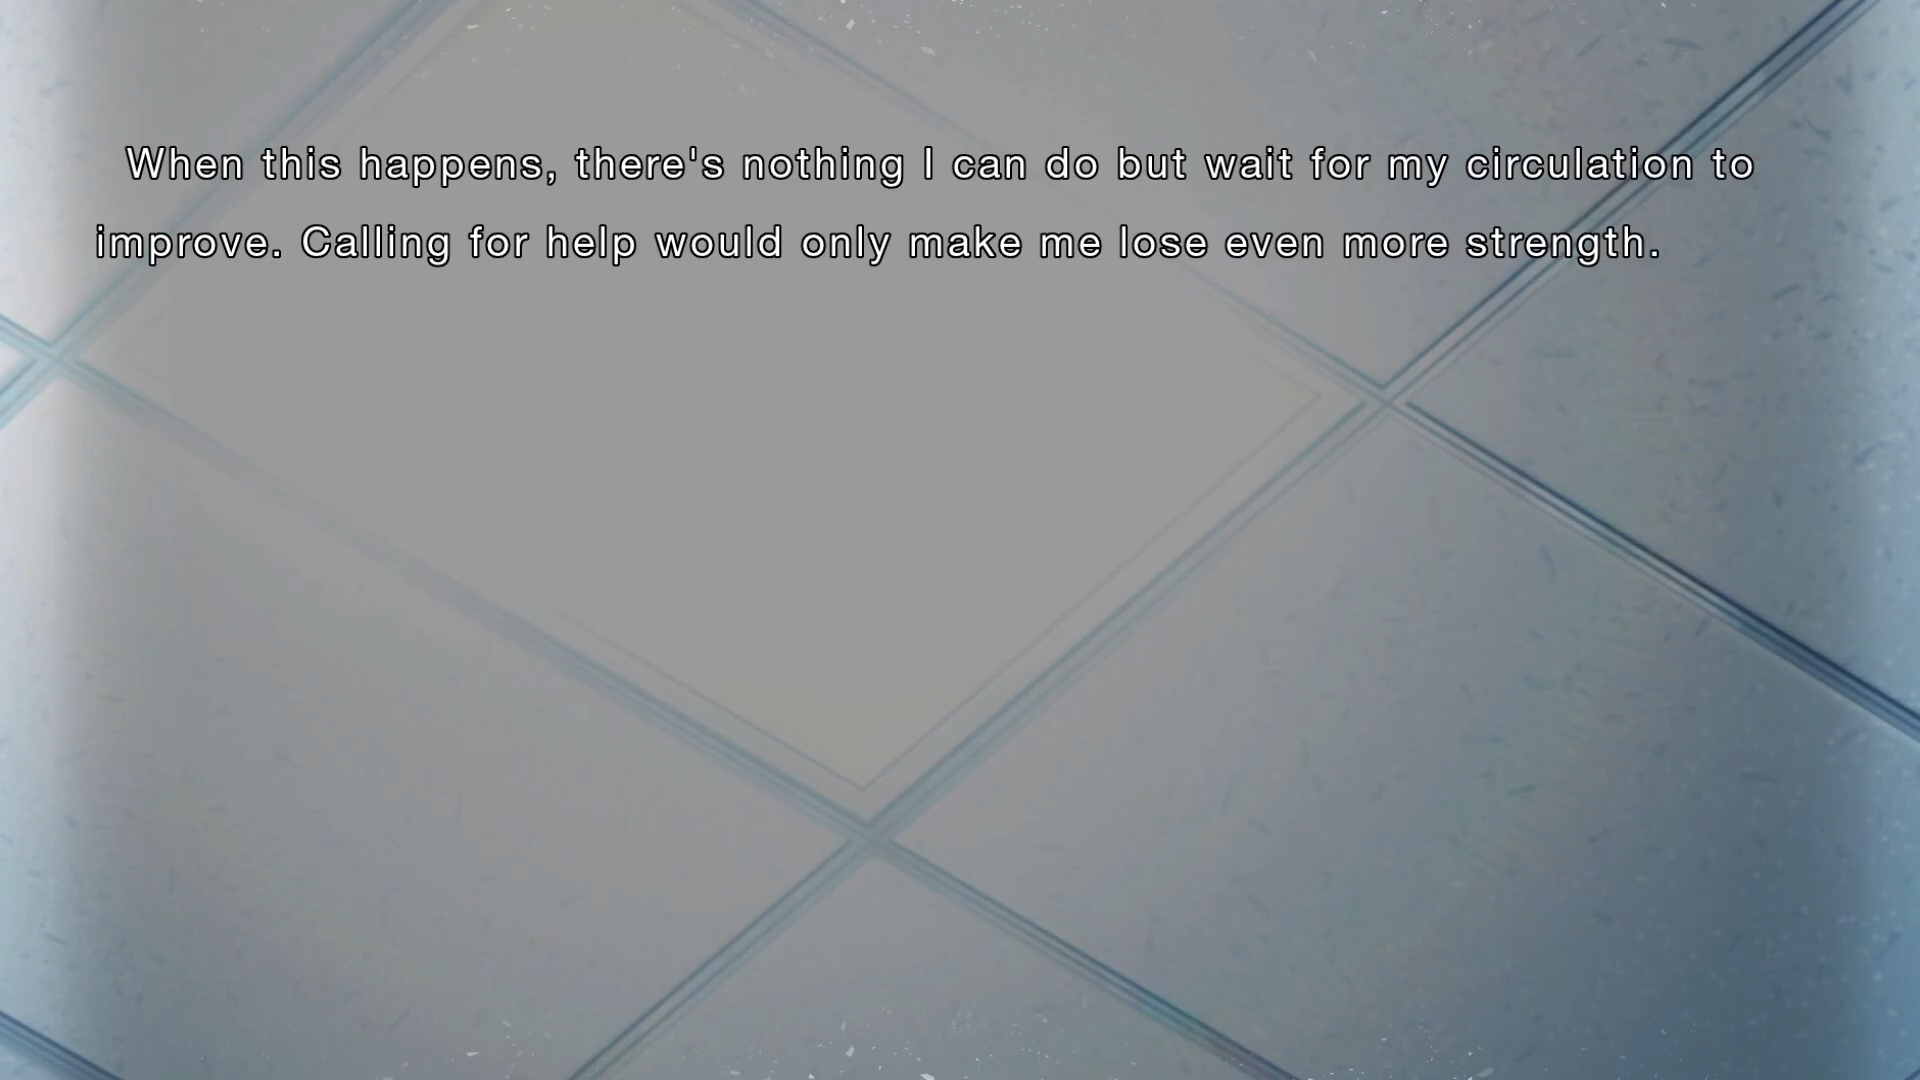 When this happens, there's nothing I can do but wait for my circulation to
improve. Calling for help would only make me lose even more strength.